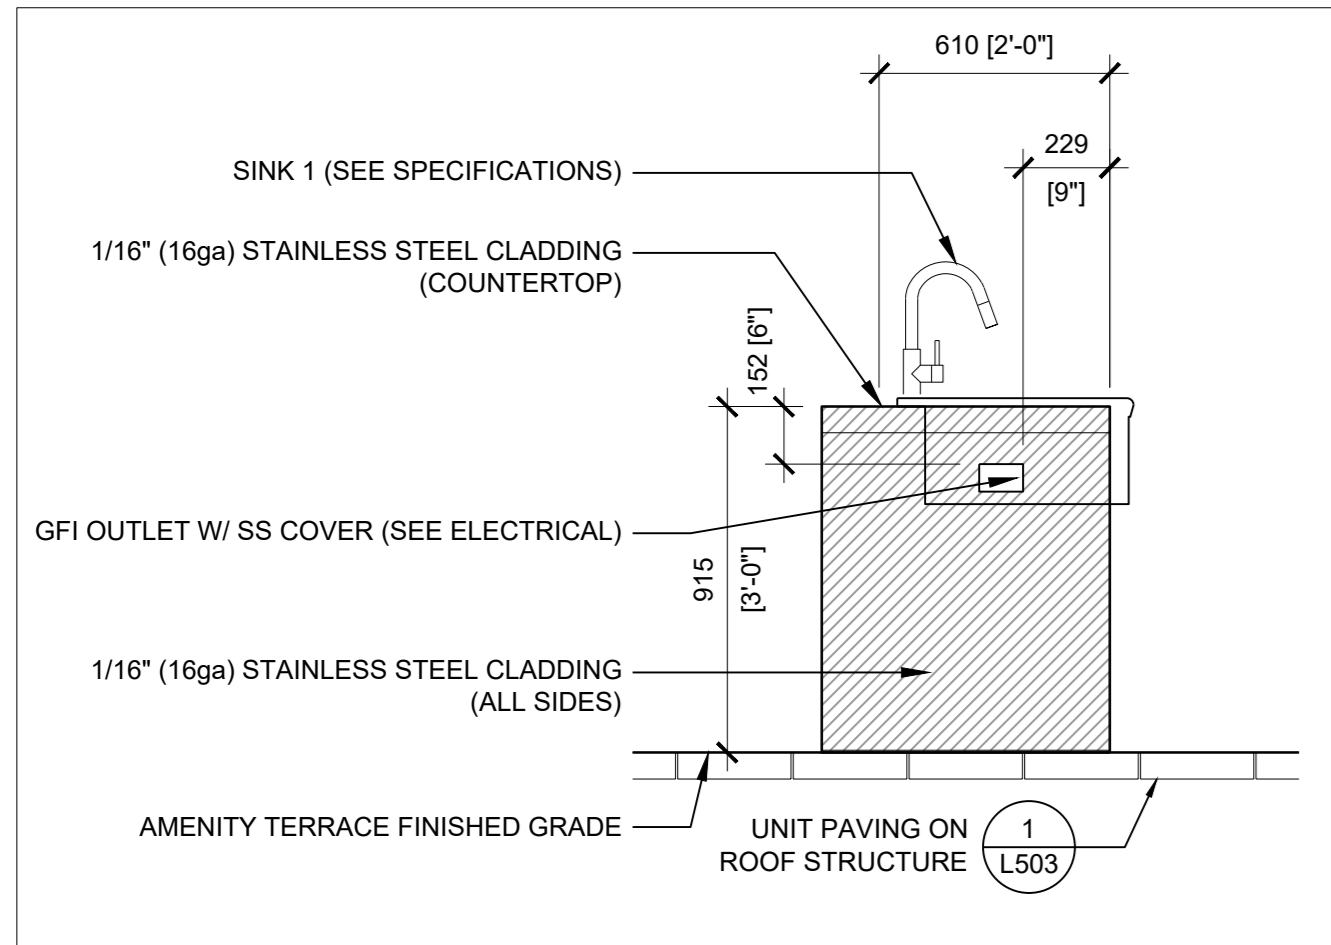 610 [2'-0"]
229
[9"]
SINK 1 (SEE SPECIFICATIONS)
1/16" (16ga) STAINLESS STEEL CLADDING
(COUNTERTOP)
152 [6"]
GFI OUTLET W/ SS COVER (SEE ELECTRICAL)
915
[3'-0"]
1/16" (16ga) STAINLESS STEEL CLADDING
(ALL SIDES)
AMENITY TERRACE FINISHED GRADE
UNIT PAVING ON
ROOF STRUCTURE
1
L503